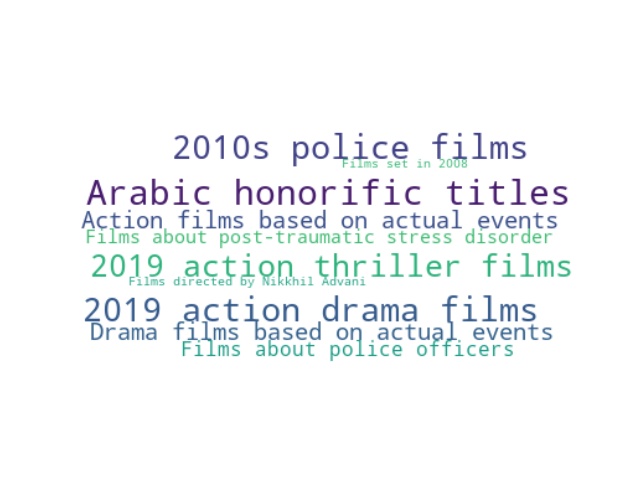 2010s police films
Films set in 2008
Arabic honorific titles
Action films based on actual events
Films about post-traumatic stress disorder
2019 action thriller films
Films directed by Nikkhil Advani
2019 action drama films
Drama films based on actual events
Films about police officers